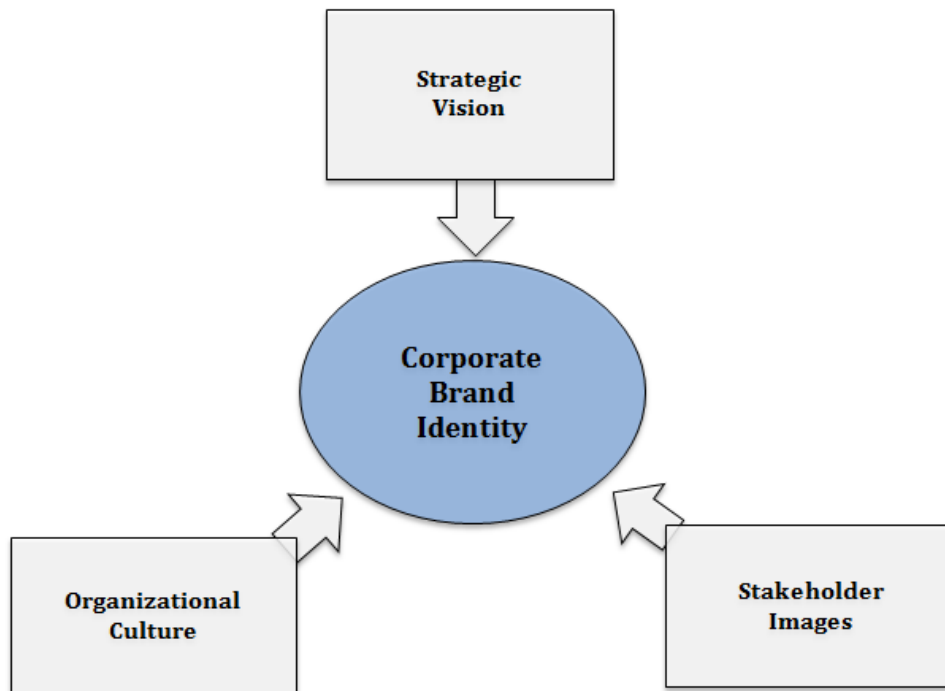 Strategic
Vision
Corporate
Brand
Identity
Organizational
Culture
Stakeholder
Images